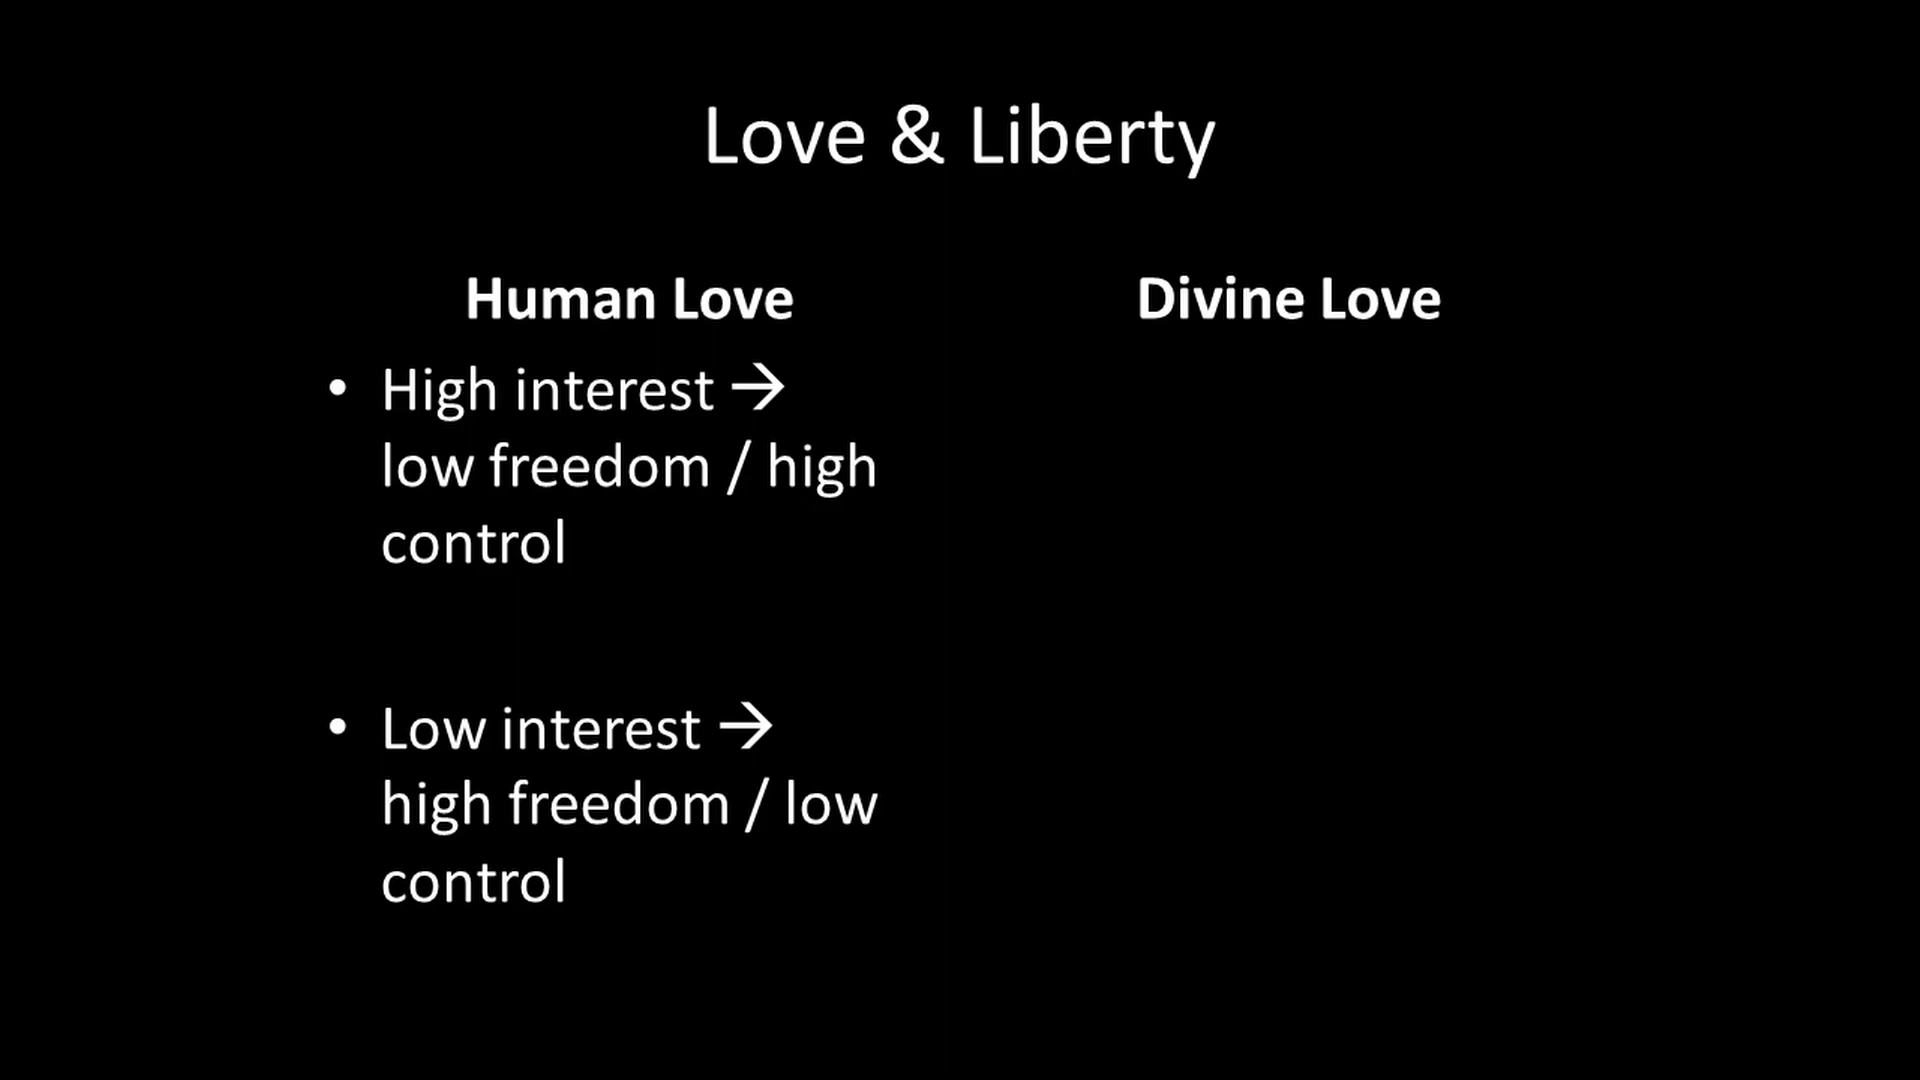 Love & Liberty
Human Love
• High interest →
low freedom / high
control
• Low interest →
high freedom / low
control
Divine Love